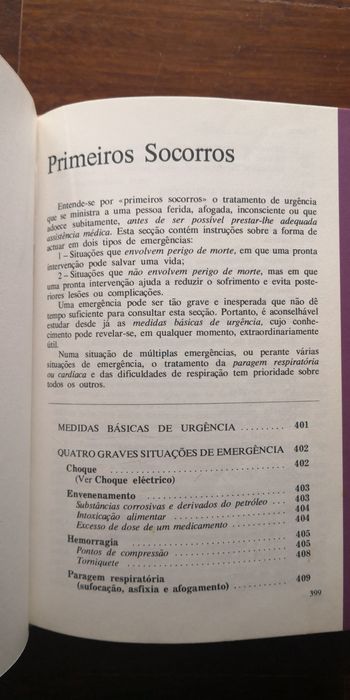 Primeiros Socorros
Entende-se por «primeiros socorros» o tratamento de urgência
que se ministra a uma pessoa ferida, afogada, inconsciente ou que
adoece subitamente, antes de ser possível prestar-lhe adequada
assistência médica. Esta secção contém instruções sobre a forma de
actuar em dois tipos de emergências:
1 – Situações que envolvem perigo de morte, em que uma pronta
intervenção pode salvar uma vida;
2 – Situações que não envolvem perigo de morte, mas em que
uma pronta intervenção ajuda a reduzir o sofrimento e evita poste-
riores lesões ou complicações.
Uma emergência pode ser tão grave e inesperada que não dê
tempo suficiente para consultar esta secção. Portanto, é aconselhável
estudar desde já as medidas básicas de urgência, cujo conhe-
cimento pode revelar-se, em qualquer momento, extraordinariamente
útil.
Numa situação de múltiplas emergências, ou perante várias
situações de emergência, o tratamento da paragem respiratória
ou cardíaca e das dificuldades de respiração tem prioridade sobre
todos os outros.
MEDIDAS BÁSICAS DE URGÊNCIA ......... 401
QUATRO GRAVES SITUAÇÕES DE EMERGÊNCIA 402
Choque ........................ 402
(Ver Choque eléctrico)
Envenenamento ........................ 403
Substâncias corrosivas e derivados do petróleo ... 403
Intoxicação alimentar ........................ 404
Excesso de dose de um medicamento ............ 404
Hemorragia ........................ 405
Pontos de compressão ........................ 405
Torniquete ........................ 408
Paragem respiratória
(sufocação, asfixia e afogamento) ............ 409
399